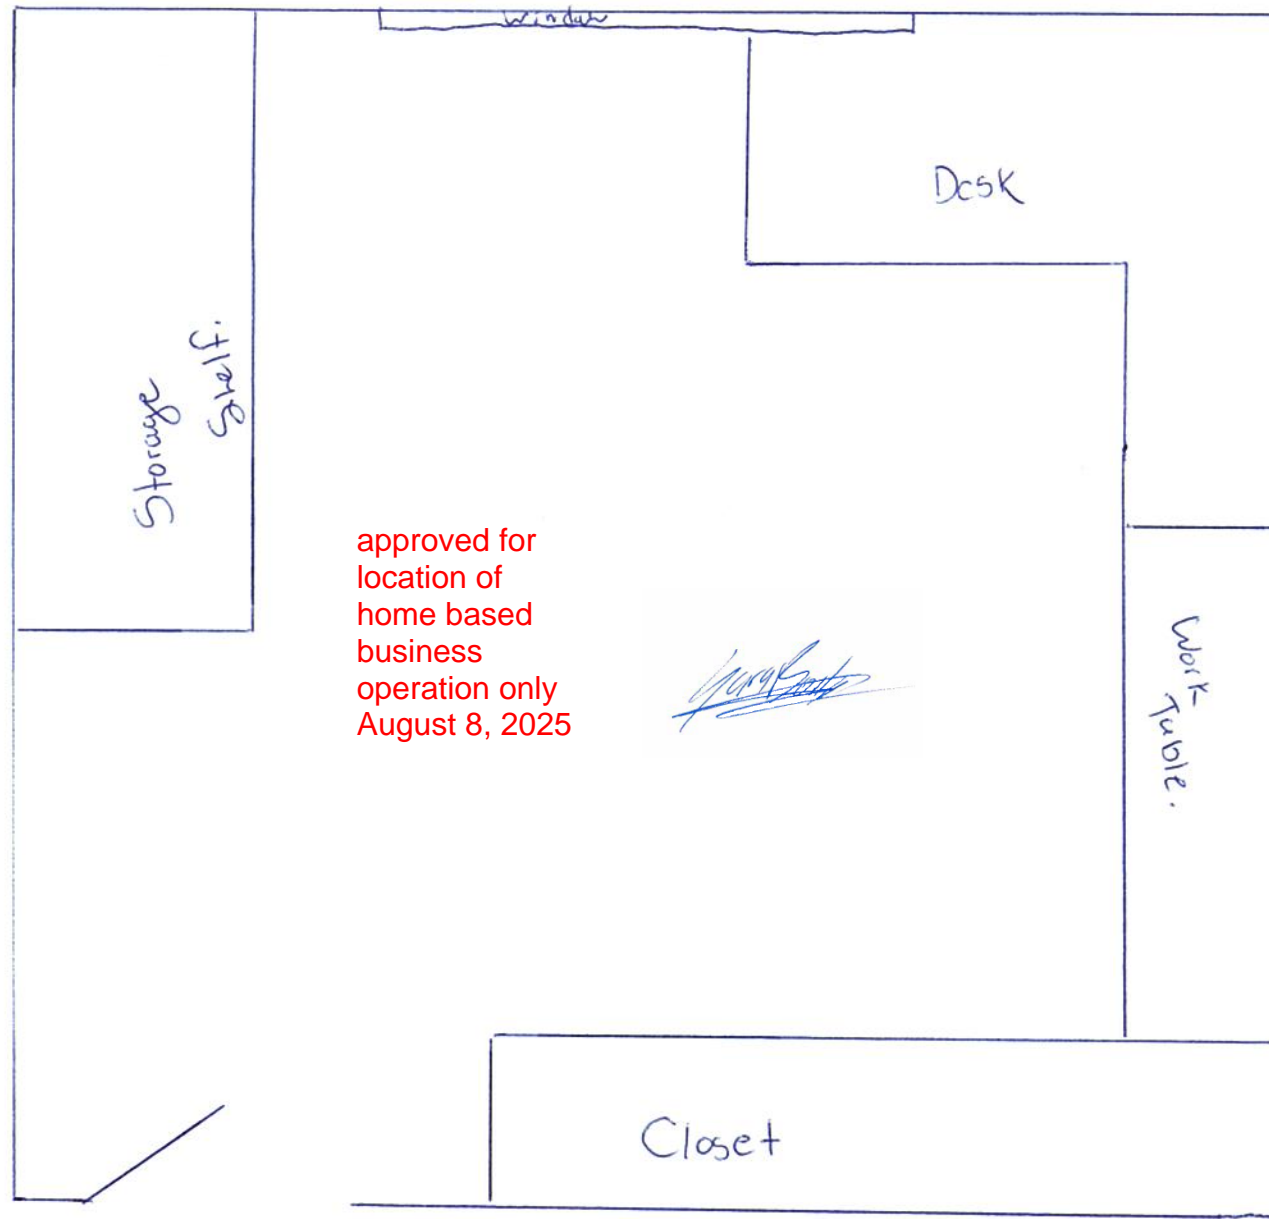 Window
Desk
Storage
Shelf.
approved for
location of
home based
business
operation only
August 8, 2025
Work
Table.
Closet